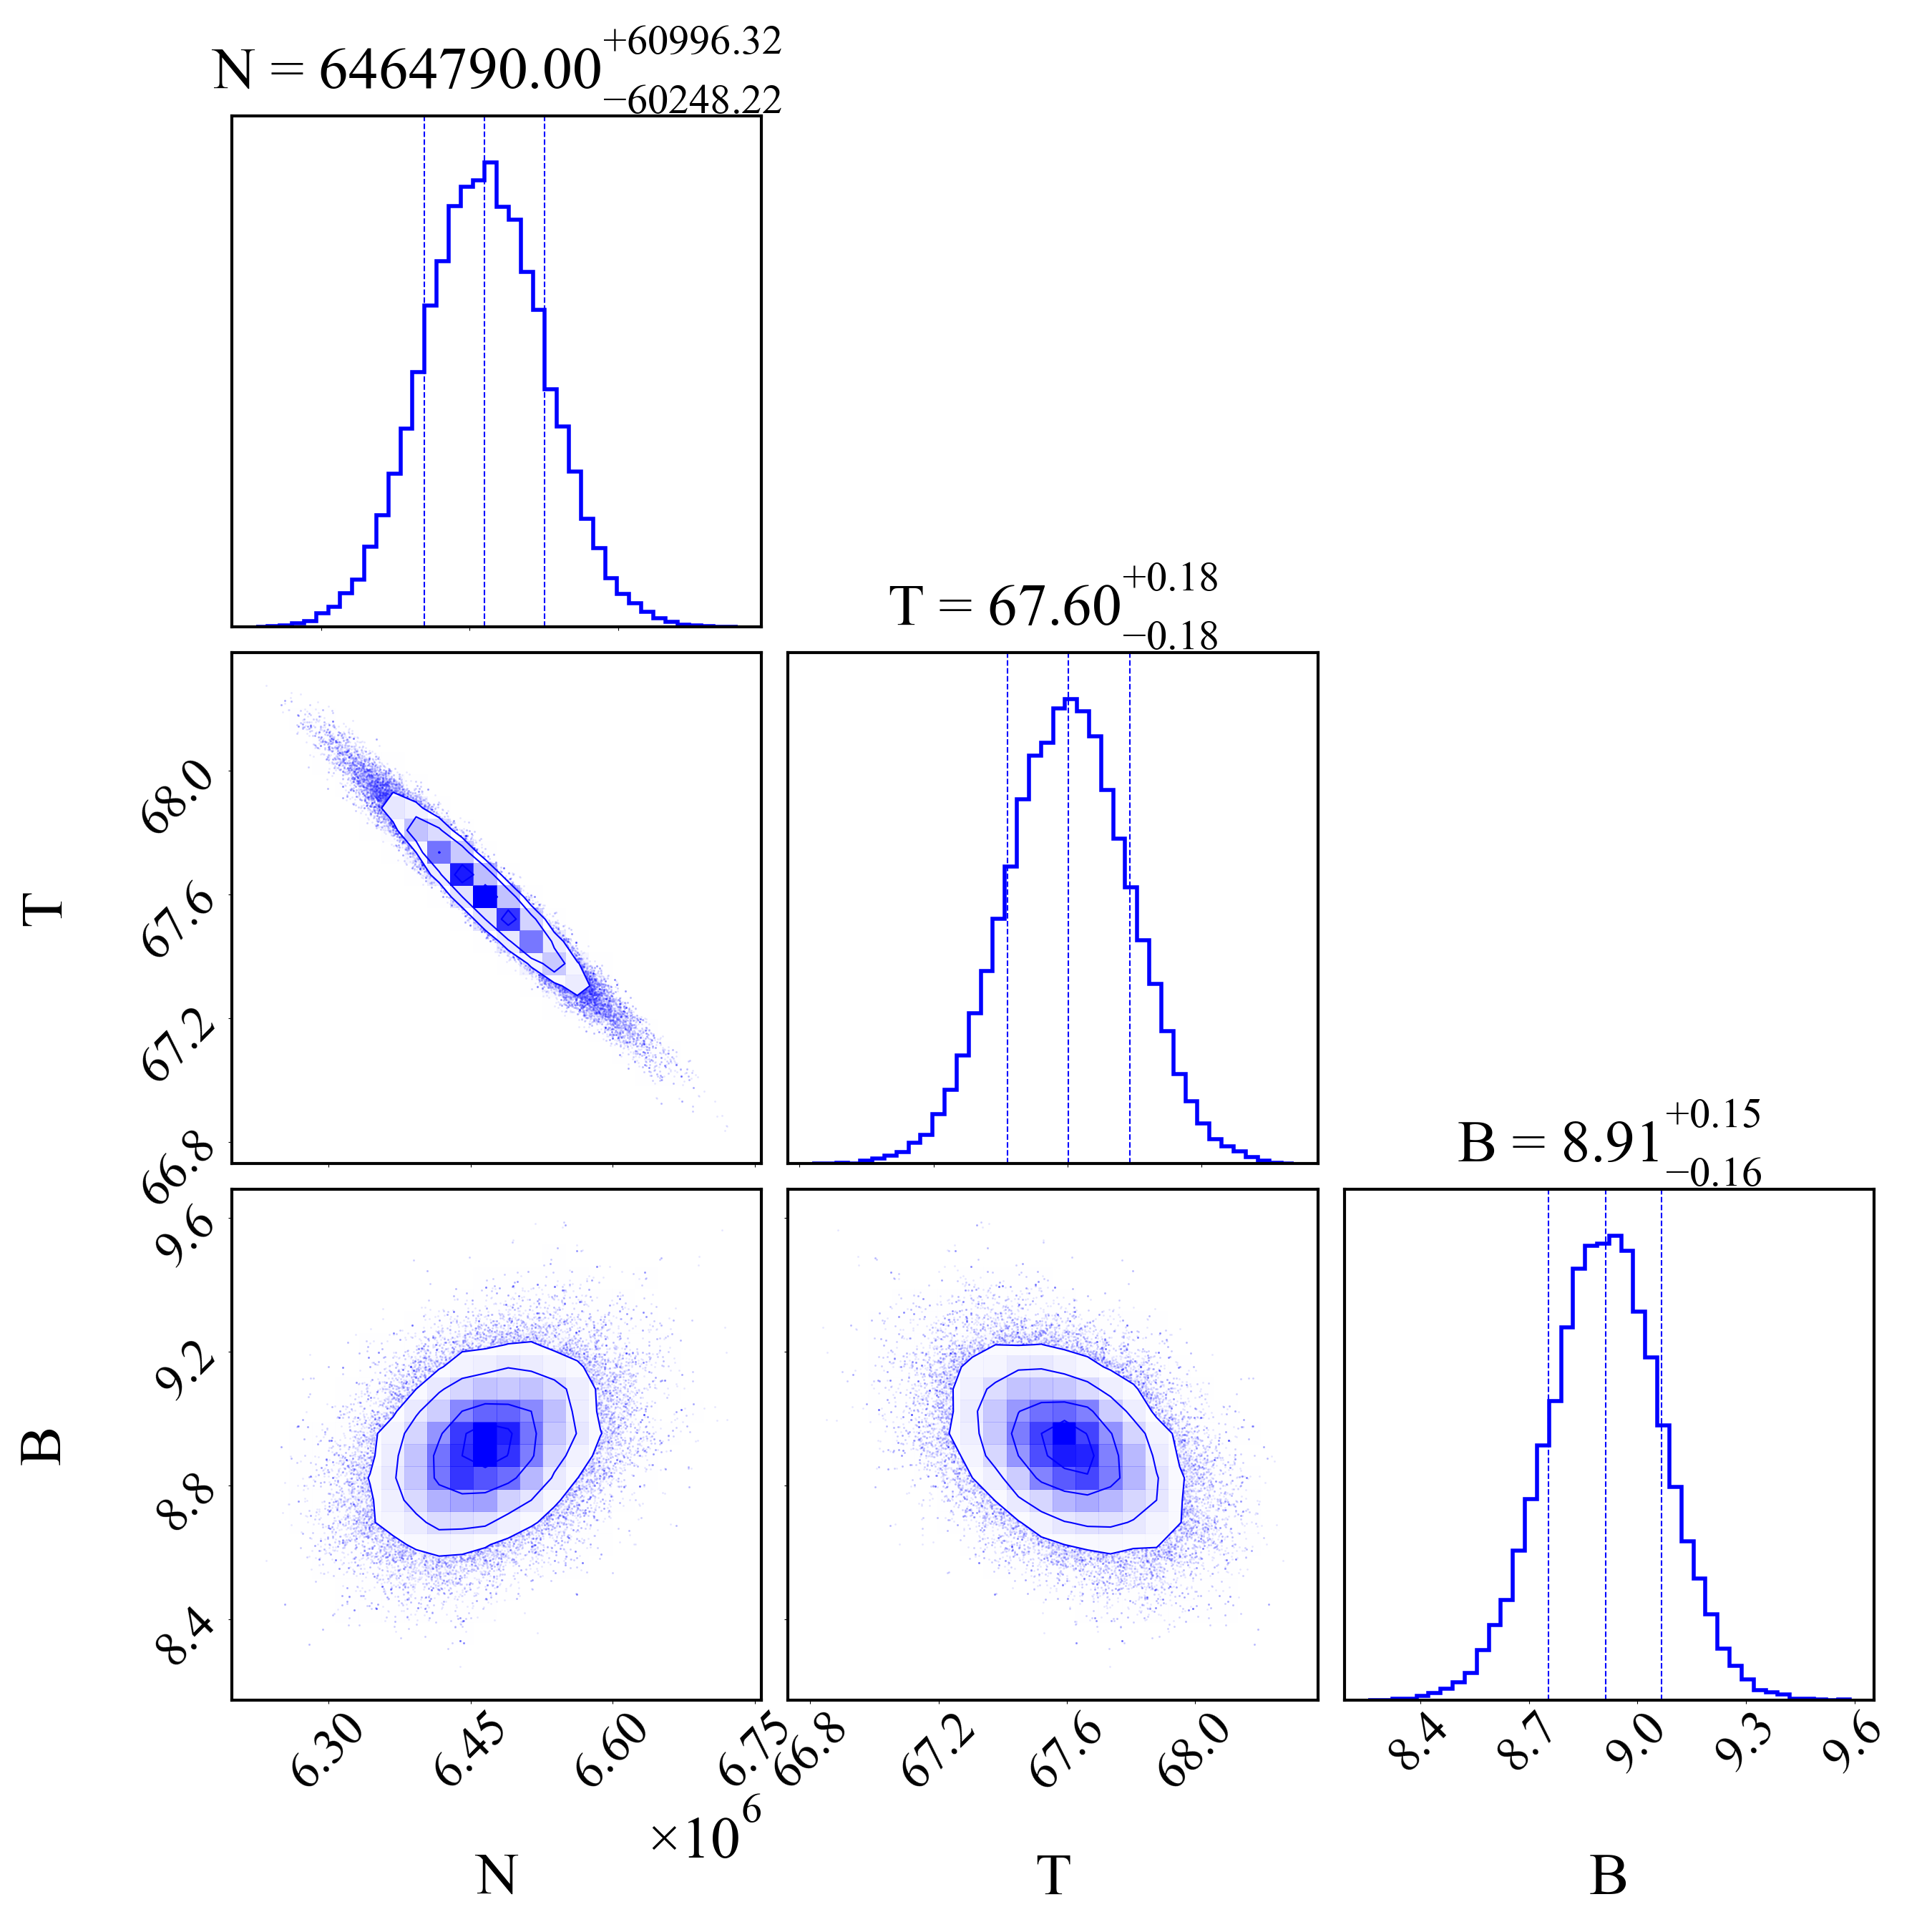 N = 6464790.00 +60996.32 −60248.22
T = 67.60 +0.18 −0.18
T
68.0
67.6
67.2
66.8
B = 8.91 +0.15 −0.16
B
9.6
9.2
8.8
8.4
6.30 6.45 6.60 6.75
66.8 67.2 67.6 68.0
8.4 8.7 9.0 9.3 9.6
×10⁶
N T B